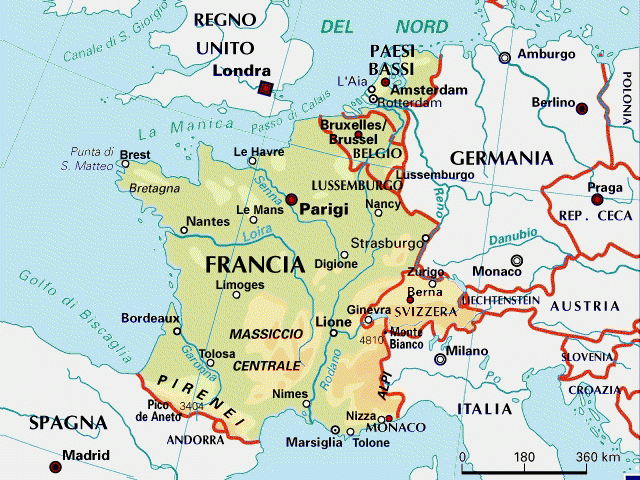 Canale di S. Giorgio
REGNO
UNITO
Londra
DEL NORD
PAESI
BASSI
L'Aia
Amsterdam
Rotterdam
Amburgo
Berlino
POLONIA
La Manica
Passo di Calais
Bruxelles/
Brussel
BELGIO
GERMANIA
Punta di
S. Matteo
Brest
Le Havre
LUSSEMBURGO
Lussemburgo
Praga
REP. CECA
Bretagna
Senna
Parigi
Nancy
Reno
Le Mans
Nantes
Loira
Strasburgo
Danubio
FRANCIA
Digione
Monaco
Zurigo
Limoges
Berna
LIECHTENSTEIN
AUSTRIA
Golfo di Biscaglia
Bordeaux
Ginevra
SVIZZERA
Lione
MASSICCIO
CENTRALE
4810
Monte
Bianco
Milano
SLOVENIA
Garonna
Tolosa
Rodano
ALPI
Po
CROAZIA
PIRENEI
Pico
de Aneto
3404
Nimes
Nizza
MONACO
ITALIA
SPAGNA
ANDORRA
Marsiglia
Tolone
Madrid
0 180 360 km